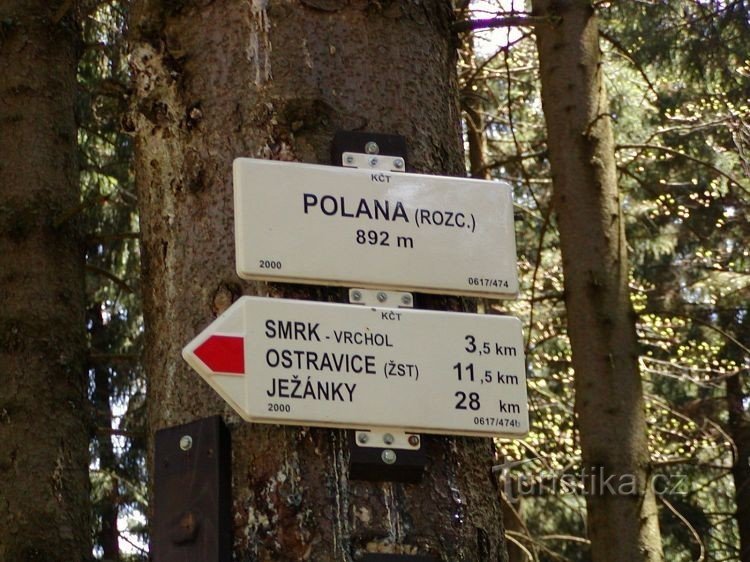 KČT
POLANA (ROZC.)
892 m
2000 0617/474
KČT
SMRK - VRCHOL 3,5 km
OSTRAVICE (ŽST) 11,5 km
JEŽÁNKY 28 km
2000 0617/474b
Turistika.cz